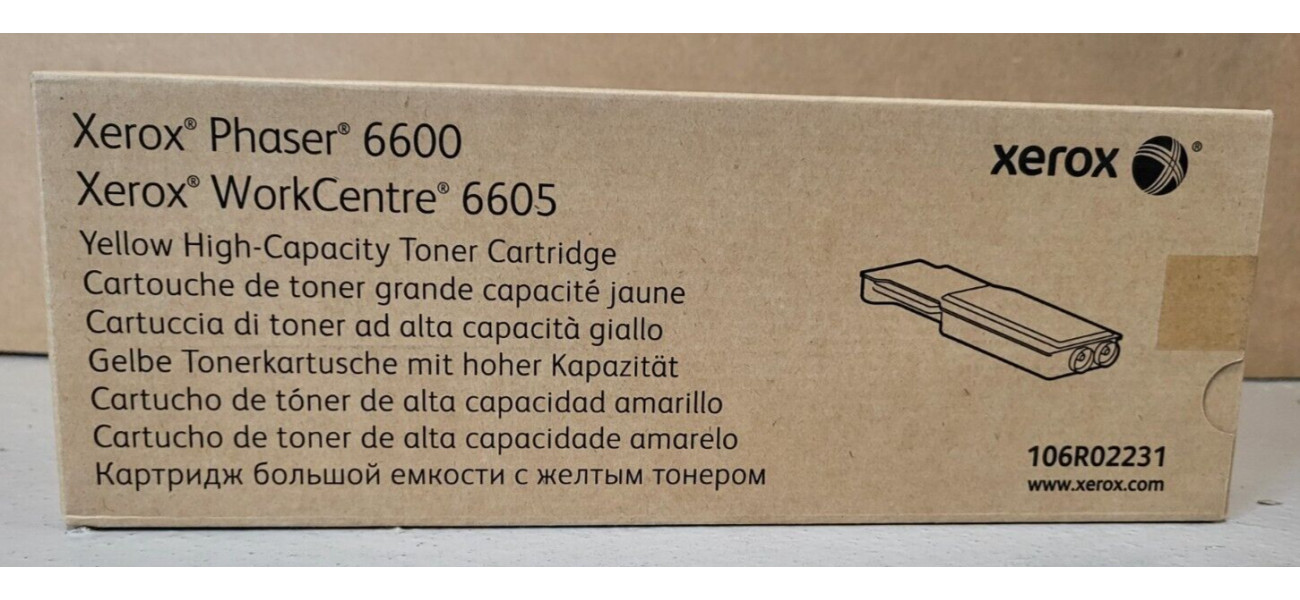 Xerox® Phaser® 6600
Xerox® WorkCentre® 6605
Yellow High-Capacity Toner Cartridge
Cartouche de toner grande capacité jaune
Cartuccia di toner ad alta capacità giallo
Gelbe Tonerkartusche mit hoher Kapazität
Cartucho de tóner de alta capacidad amarillo
Cartucho de toner de alta capacidade amarelo
Картридж большой емкости с желтым тонером
xerox ®
106R02231
www.xerox.com